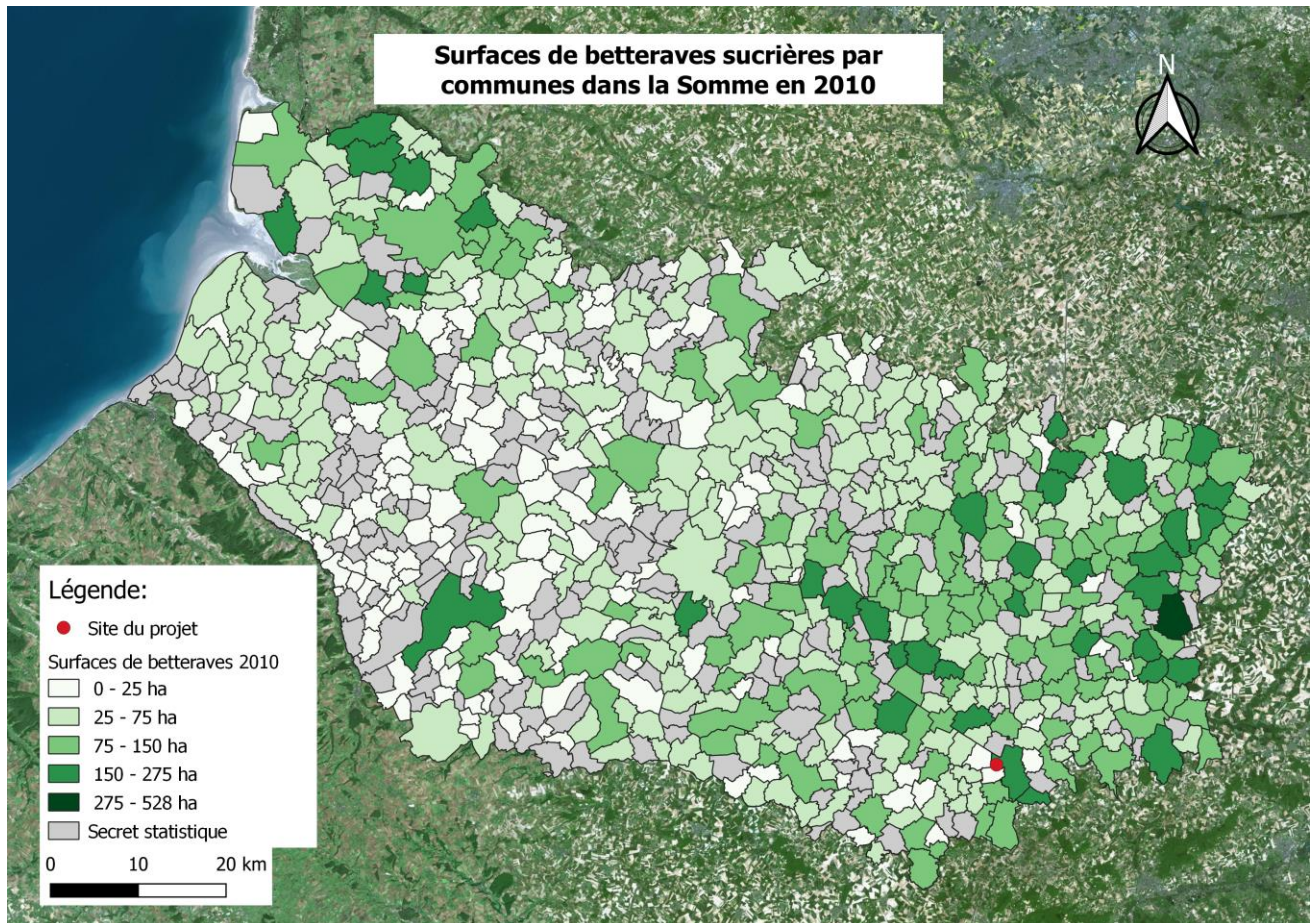 Surfaces de betteraves sucrières par
communes dans la Somme en 2010
N
Légende:
Site du projet
Surfaces de betteraves 2010
0 - 25 ha
25 - 75 ha
75 - 150 ha
150 - 275 ha
275 - 528 ha
Secret statistique
0 10 20 km